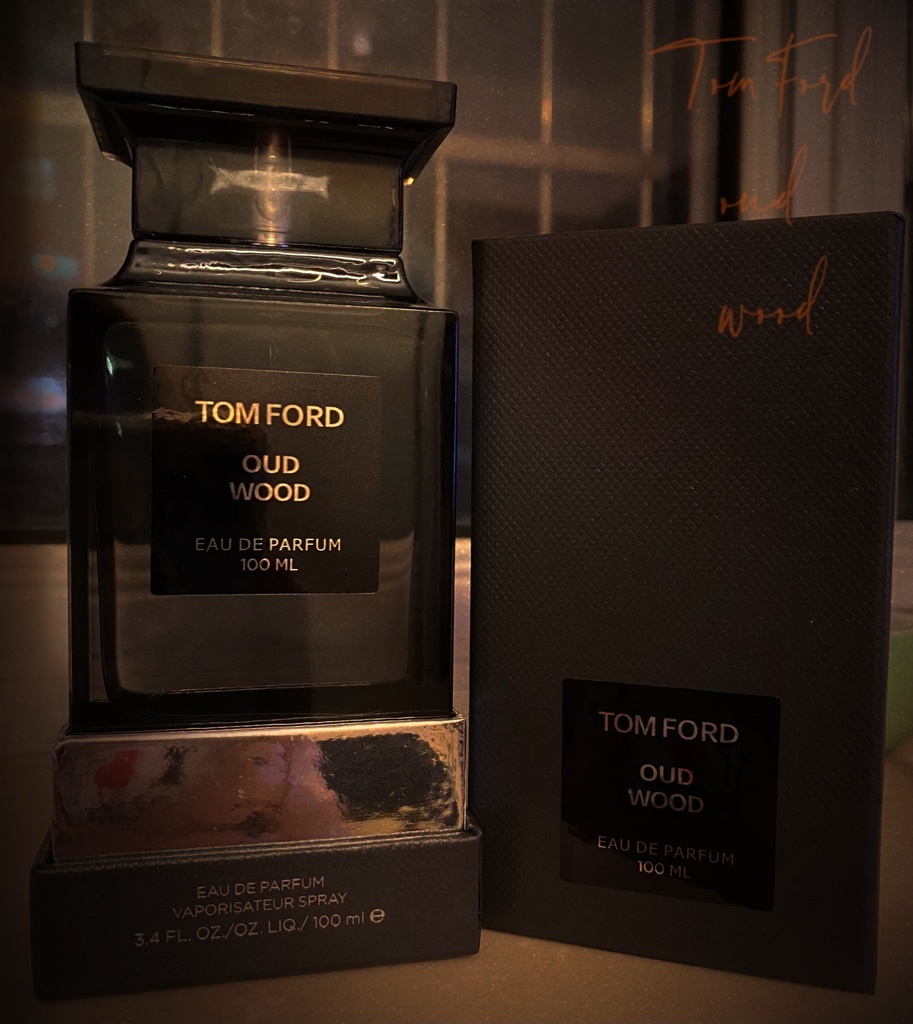 Tom Ford
oud
wood
TOM FORD
OUD
WOOD
EAU DE PARFUM
100 ML
EAU DE PARFUM
VAPORISATEUR SPRAY
3.4 FL. OZ./OZ. LIQ./ 100 ml ℮
TOM FORD
OUD
WOOD
EAU DE PARFUM
100 ML